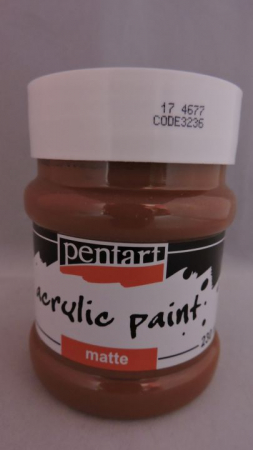 17 4677
CODE3236
pentart
acrylic paint
matte